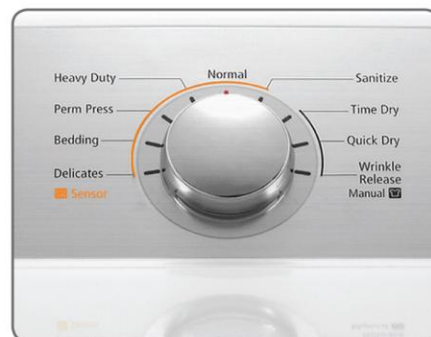 Normal
Heavy Duty
Perm Press
Bedding
Delicates
Sensor
Sanitize
Time Dry
Quick Dry
Wrinkle
Release
Manual